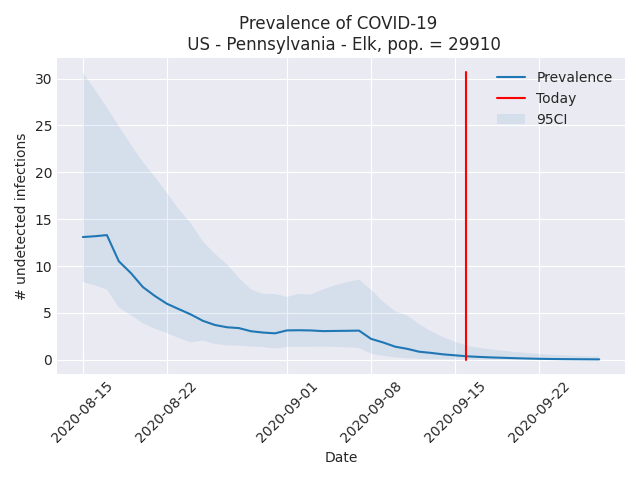 Prevalence of COVID-19
US - Pennsylvania - Elk, pop. = 29910
Prevalence
Today
95CI
# undetected infections
30
25
20
15
10
5
0
2020-08-15
2020-08-22
2020-09-01
2020-09-08
2020-09-15
2020-09-22
Date